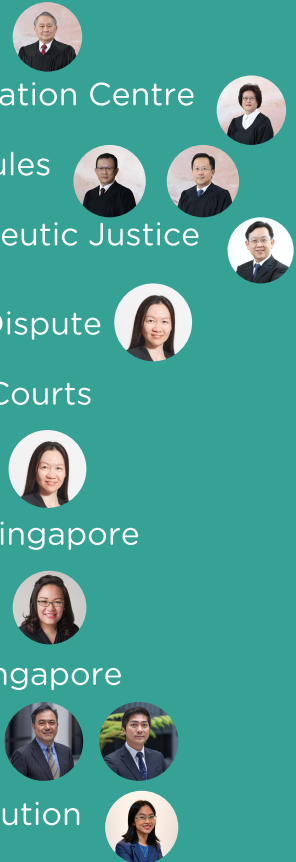 ation Centre
ules
eutic Justice
Dispute
Courts
ingapore
ngapore
ution